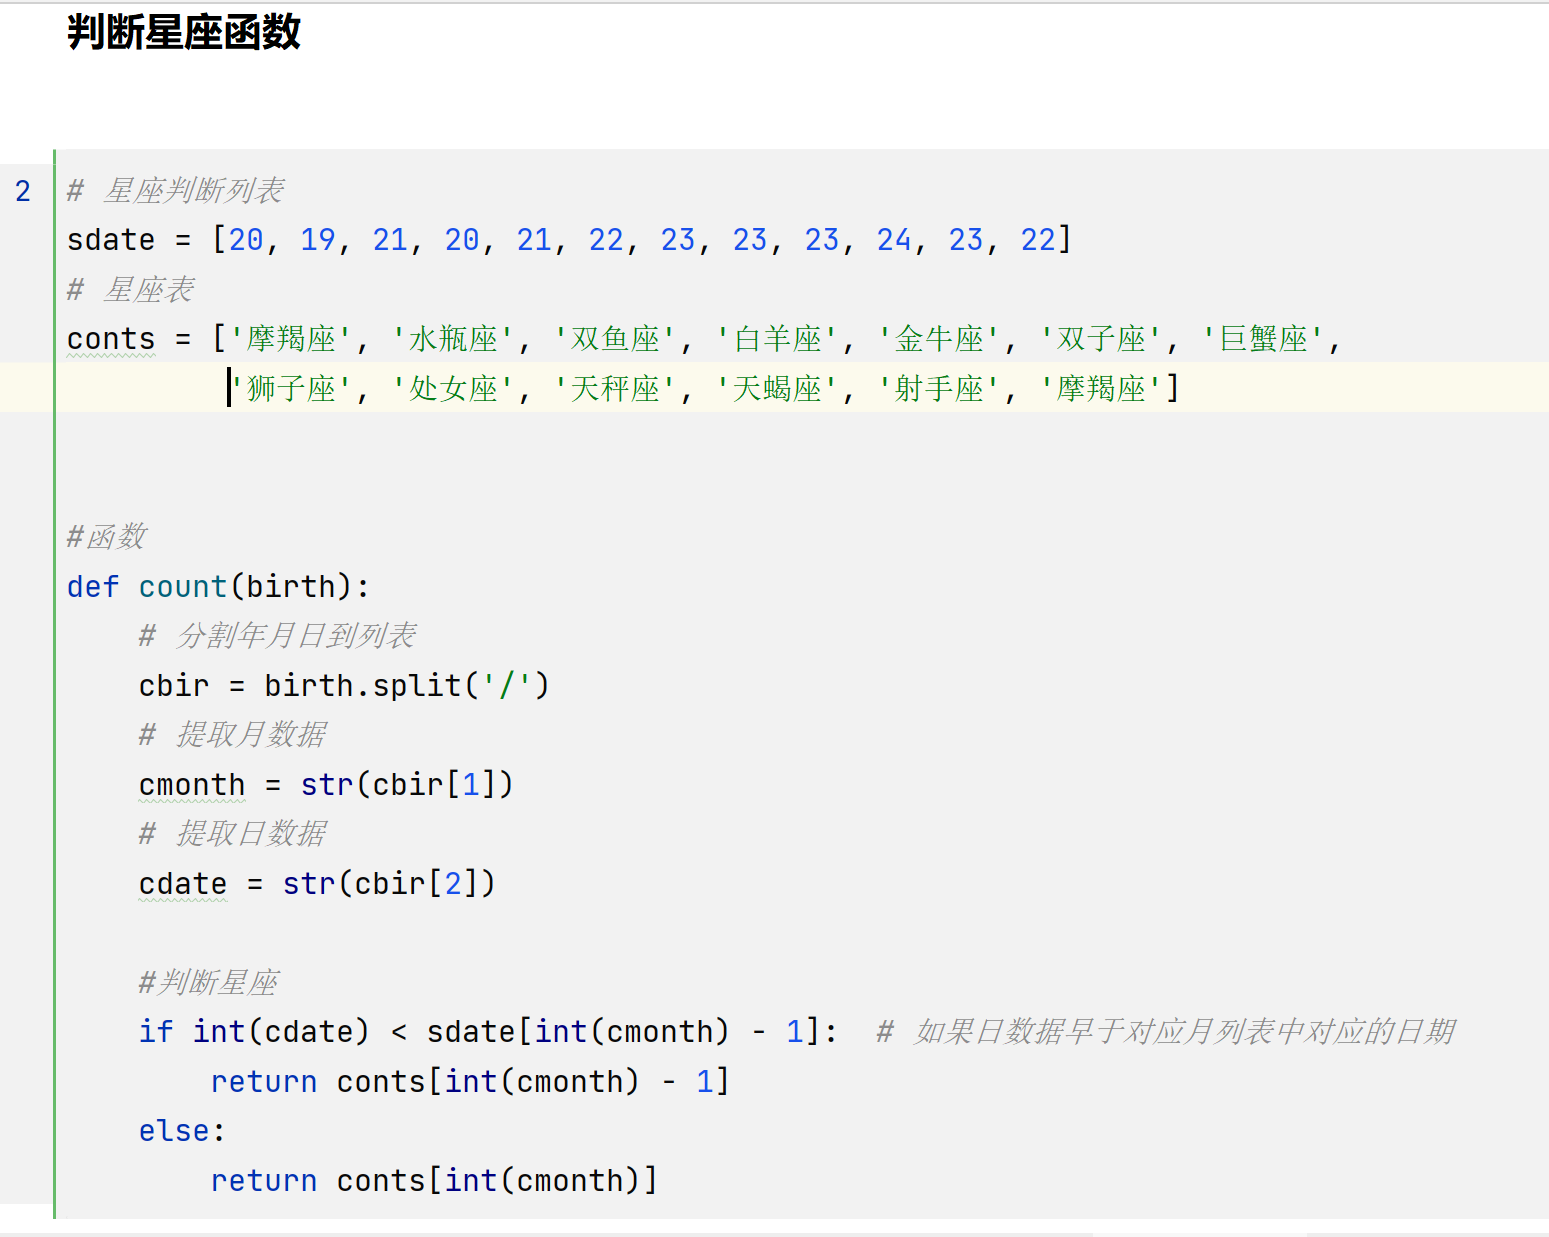 判断星座函数
2
# 星座判断列表
sdate = [20, 19, 21, 20, 21, 22, 23, 23, 23, 24, 23, 22]
# 星座表
conts = ['摩羯座', '水瓶座', '双鱼座', '白羊座', '金牛座', '双子座', '巨蟹座',
'狮子座', '处女座', '天秤座', '天蝎座', '射手座', '摩羯座']
#函数
def count(birth):
# 分割年月日到列表
cbir = birth.split('/')
# 提取月数据
cmonth = str(cbir[1])
# 提取日数据
cdate = str(cbir[2])
#判断星座
if int(cdate) < sdate[int(cmonth) - 1]:  # 如果日数据早于对应月列表中对应的日期
return conts[int(cmonth) - 1]
else:
return conts[int(cmonth)]